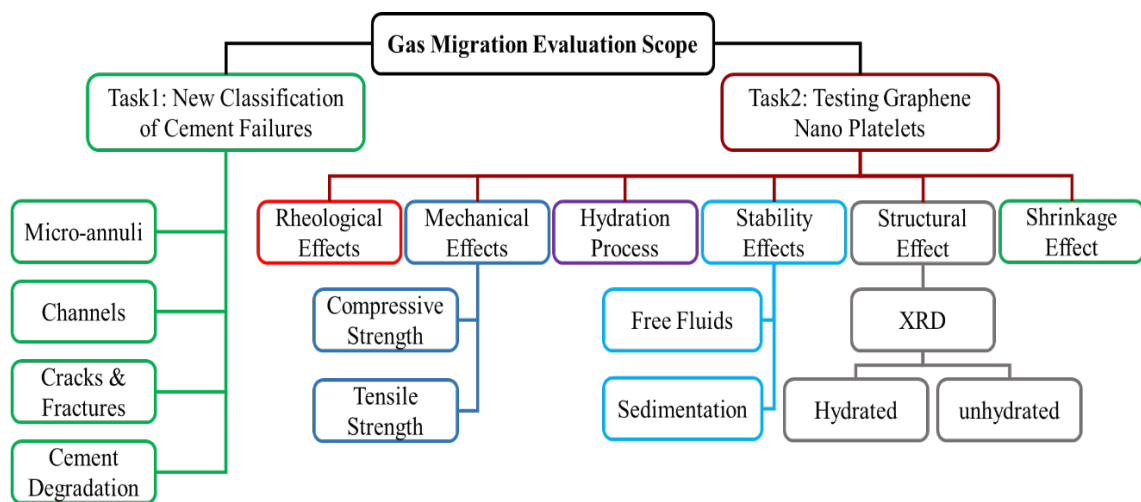 Gas Migration Evaluation Scope
Task1: New Classification
of Cement Failures
Task2: Testing Graphene
Nano Platelets
Micro-annuli
Channels
Cracks &
Fractures
Cement
Degradation
Rheological
Effects
Mechanical
Effects
Hydration
Process
Stability
Effects
Structural
Effect
Shrinkage
Effect
Compressive
Strength
Tensile
Strength
Free Fluids
Sedimentation
XRD
Hydrated
unhydrated